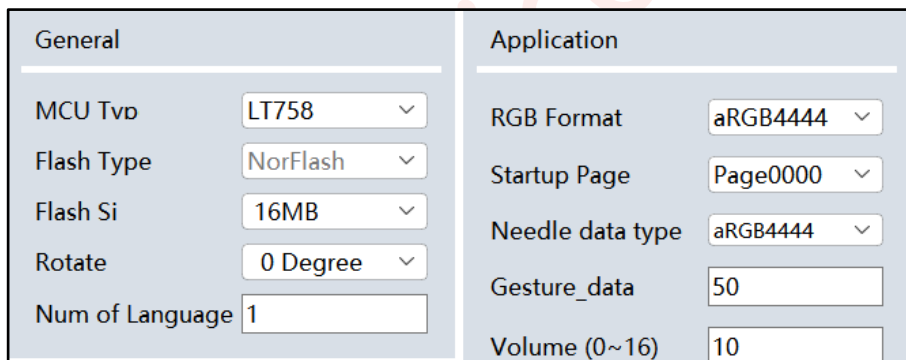 General
MCU Typ
LT758
Flash Type
NorFlash
Flash Si
16MB
Rotate
0 Degree
Num of Language
1
Application
RGB Format
aRGB4444
Startup Page
Page0000
Needle data type
aRGB4444
Gesture_data
50
Volume (0~16)
10